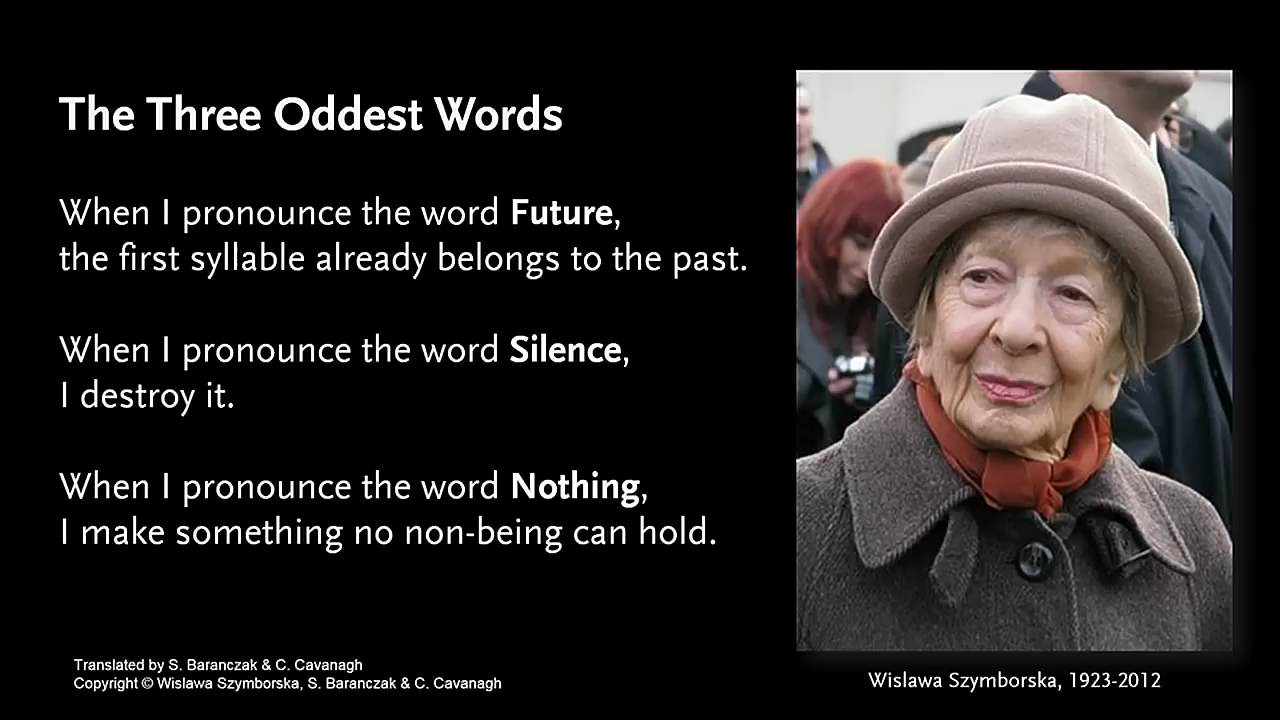 The Three Oddest Words
When I pronounce the word Future,
the first syllable already belongs to the past.
When I pronounce the word Silence,
I destroy it.
When I pronounce the word Nothing,
I make something no non-being can hold.
Translated by S. Baranczak & C. Cavanagh
Copyright © Wislawa Szymborska, S. Baranczak & C. Cavanagh
Wislawa Szymborska, 1923-2012